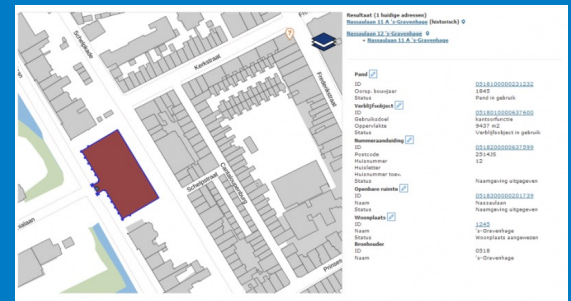 Schelpkade
Kerkstraat
Frederikstraat
Schelpstraat
Cantaloupenburg
Prinses
Resultaat (1 huidige adressen)
Nassaulaan 11 A 's-Gravenhage (historisch)
Nassaulaan 12 's-Gravenhage
• Nassaulaan 11 A 's-Gravenhage
Pand
ID 0518100000231232
Oorsp. bouwjaar 1845
Status Pand in gebruik
Verblijfsobject
ID 0518010000637600
Gebruiksdoel kantoorfunctie
Oppervlakte 9437 m2
Status Verblijfsobject in gebruik
Nummeraanduiding
ID 0518200000637599
Postcode 2514JS
Huisnummer 12
Huisletter
Huisnummer toev.
Status Naamgeving uitgegeven
Openbare ruimte
ID 0518300000201739
Naam Nassaulaan
Status Naamgeving uitgegeven
Woonplaats
ID 1245
Naam 's-Gravenhage
Status Woonplaats aangewezen
Bronhouder
ID 0518
Naam 's-Gravenhage